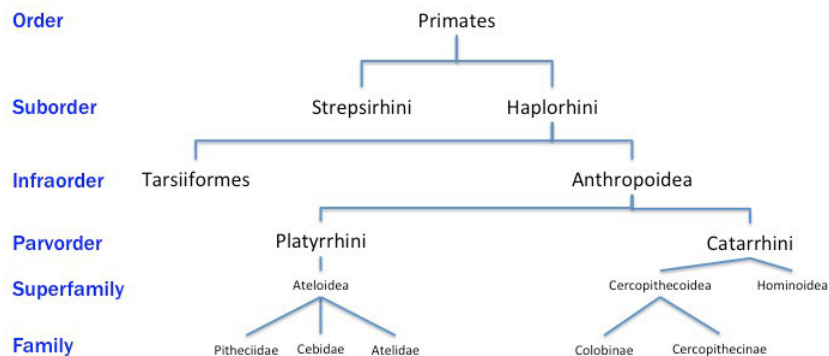 Order Primates
Suborder Strepsirhini Haplorhini
Infraorder Tarsiiformes Anthropoidea
Parvorder Platyrrhini Catarrhini
Superfamily Ateloidea Cercopithecoidea Hominoidea
Family Pitheciidae Cebidae Atelidae Colobinae Cercopithecinae